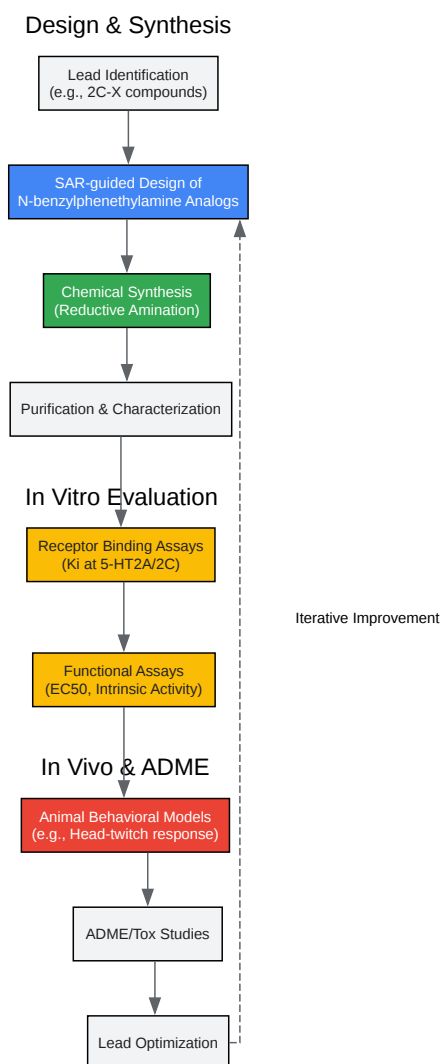 Design & Synthesis
Lead Identification
(e.g., 2C-X compounds)
SAR-guided Design of
N-benzylphenethylamine Analogs
Chemical Synthesis
(Reductive Amination)
Purification & Characterization
In Vitro Evaluation
Receptor Binding Assays
(Ki at 5-HT2A/2C)
Iterative Improvement
Functional Assays
(EC50, Intrinsic Activity)
In Vivo & ADME
Animal Behavioral Models
(e.g., Head-twitch response)
ADME/Tox Studies
Lead Optimization